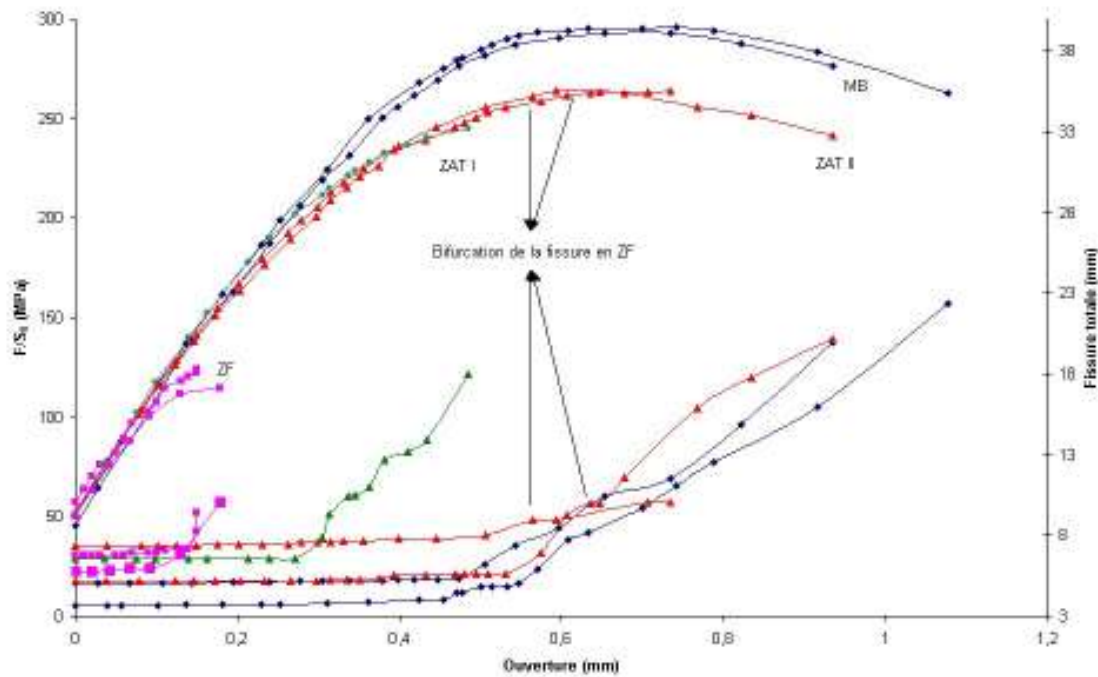 300
250
200
150
100
50
0
F/S₀ (MPa)
MB
ZAT I
ZAT II
Bifurcation de la fissure en ZF
ZF
38
33
28
23
18
13
8
3
Fissure totale (mm)
0 0,2 0,4 0,6 0,8 1 1,2
Ouverture (mm)